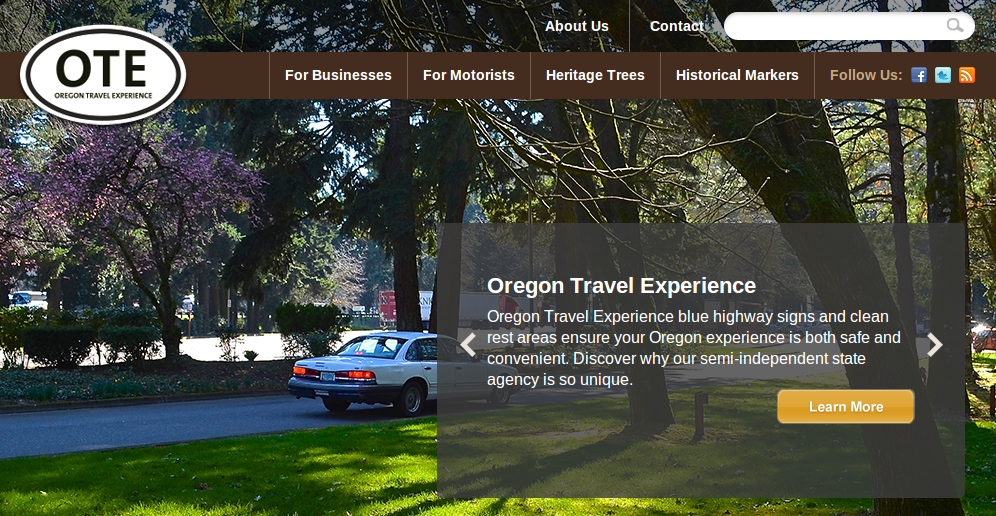 About Us
Contact
OTE
OREGON TRAVEL EXPERIENCE
For Businesses
For Motorists
Heritage Trees
Historical Markers
Follow Us:
Oregon Travel Experience
Oregon Travel Experience blue highway signs and clean
rest areas ensure your Oregon experience is both safe and
convenient. Discover why our semi-independent state
agency is so unique.
Learn More